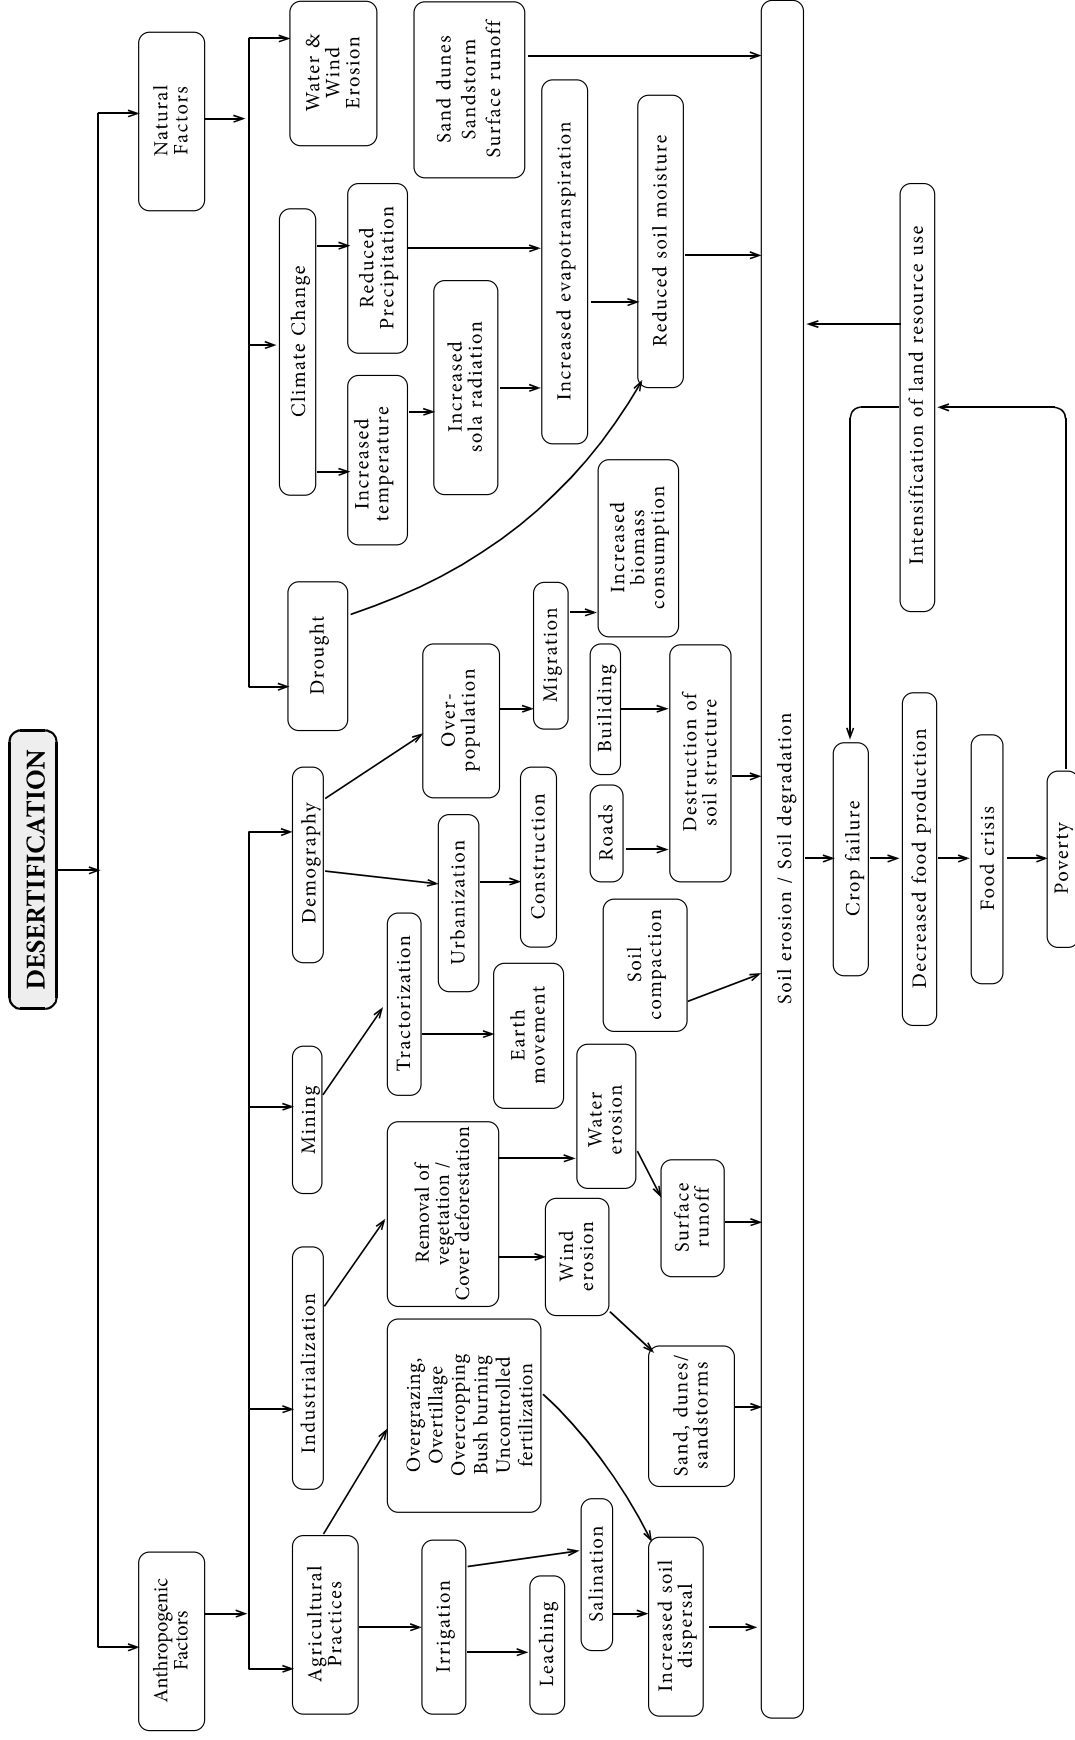 DESERTIFICATION
Anthropogenic
Factors
Natural
Factors
Agricultural
Practices
Industrialization
Mining
Demography
Drought
Climate Change
Water &
Wind
Erosion
Irrigation
Overgrazing,
Overtillage
Overcropping
Bush burning
Uncontrolled
fertilization
Removal of
vegetation /
Cover deforestation
Tractorization
Urbanization
Over-
population
Increased
temperature
Reduced
Precipitation
Increased
sola radiation
Sand dunes
Sandstorm
Surface runoff
Leaching
Salination
Wind
erosion
Water
erosion
Earth
movement
Construction
Migration
Increased evapotranspiration
Increased soil
dispersal
Sand, dunes/
sandstorms
Surface
runoff
Soil
compaction
Roads
Builiding
Increased
biomass
consumption
Destruction of
soil structure
Reduced soil moisture
Soil erosion / Soil degradation
Crop failure
Decreased food production
Intensification of land resource use
Food crisis
Poverty